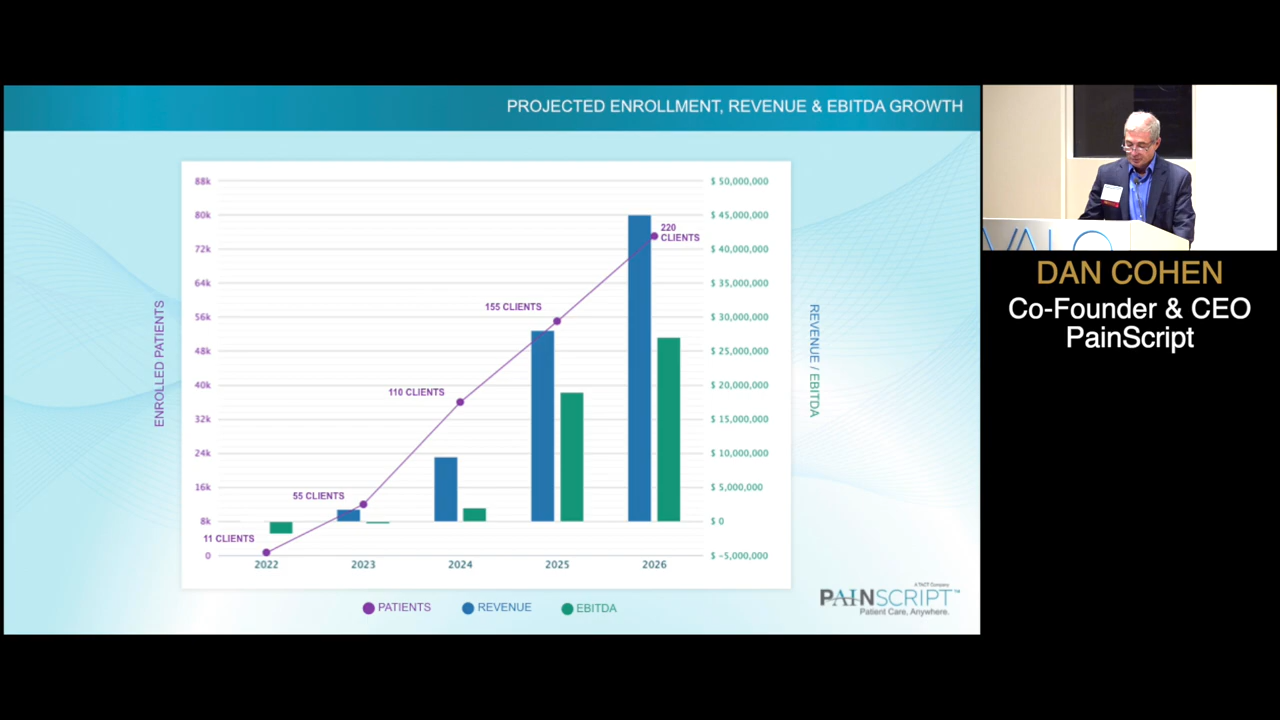 PROJECTED ENROLLMENT, REVENUE & EBITDA GROWTH
ENROLLED PATIENTS
88k
80k
72k
64k
56k
48k
40k
32k
24k
16k
8k
0
11 CLIENTS
55 CLIENTS
110 CLIENTS
155 CLIENTS
220
CLIENTS
$ 50,000,000
$ 45,000,000
$ 40,000,000
$ 35,000,000
$ 30,000,000
$ 25,000,000
$ 20,000,000
$ 15,000,000
$ 10,000,000
$ 5,000,000
$ 0
$ −5,000,000
REVENUE / EBITDA
2022 2023 2024 2025 2026
PATIENTS REVENUE EBITDA
PAINSCRIPT™
Patient Care, Anywhere.
DAN COHEN
Co-Founder & CEO
PainScript